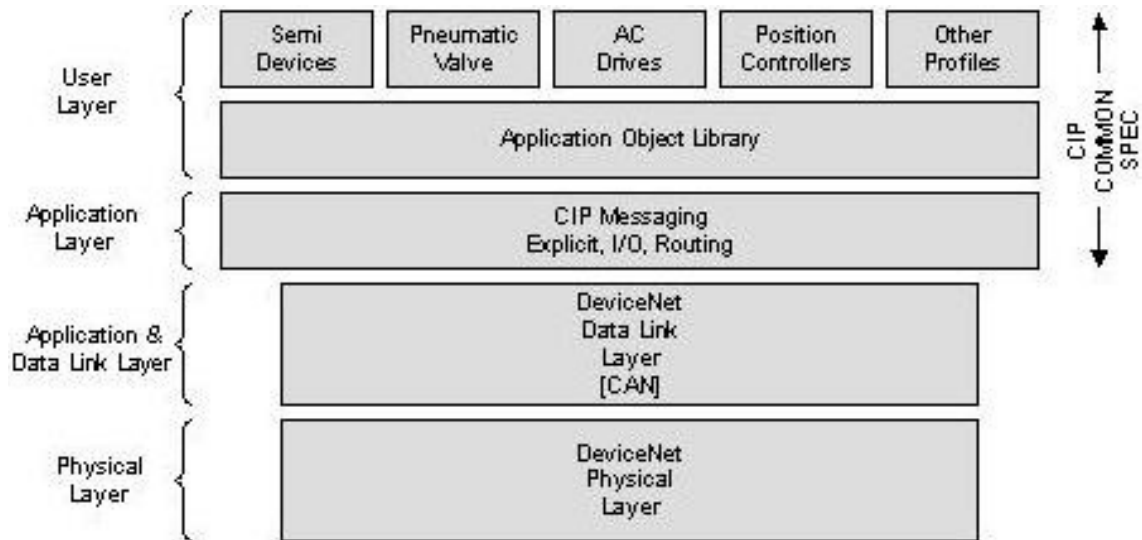 Semi
Devices
Pneumatic
Valve
AC
Drives
Position
Controllers
Other
Profiles
User
Layer
Application Object Library
CIP
COMMON
SPEC
Application
Layer
CIP Messaging
Explicit, I/O, Routing
Application &
Data Link Layer
DeviceNet
Data Link
Layer
[CAN]
Physical
Layer
DeviceNet
Physical
Layer